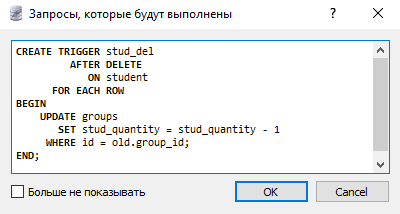 Запросы, которые будут выполнены
CREATE TRIGGER stud_del
AFTER DELETE
ON student
FOR EACH ROW
BEGIN
UPDATE groups
SET stud_quantity = stud_quantity - 1
WHERE id = old.group_id;
END;
Больше не показывать
OK
Cancel